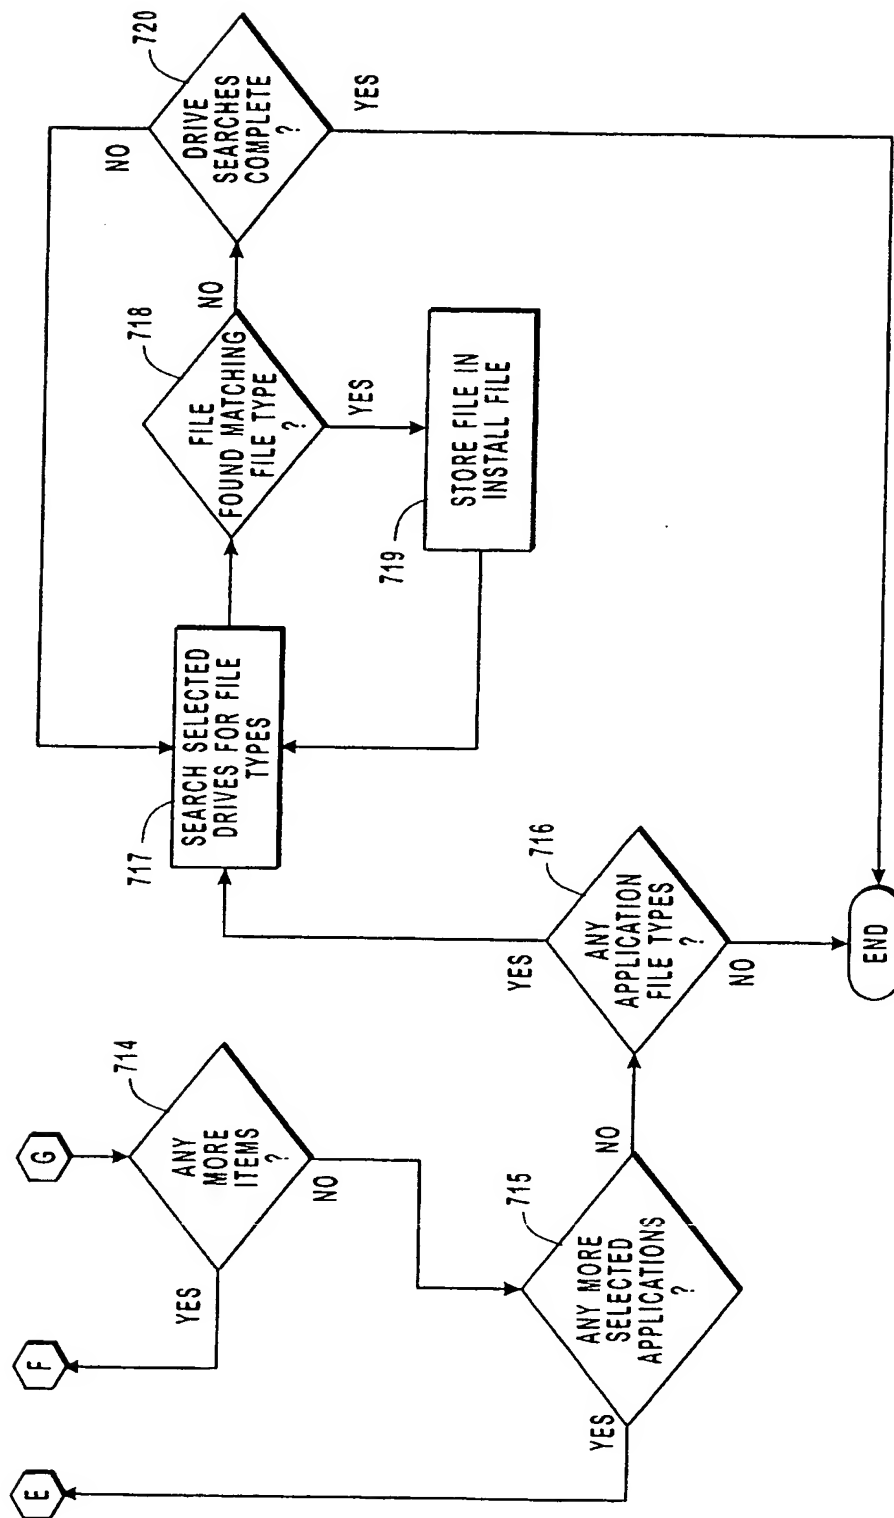 E
F
G
714
ANY
MORE
ITEMS
?
YES
NO
715
ANY MORE
SELECTED
APPLICATIONS
?
YES
NO
716
ANY
APPLICATION
FILE TYPES
?
YES
NO
717
SEARCH SELECTED
DRIVES FOR FILE
TYPES
718
FILE
FOUND MATCHING
FILE TYPE
?
NO
YES
719
STORE FILE IN
INSTALL FILE
720
DRIVE
SEARCHES
COMPLETE
?
NO
YES
END